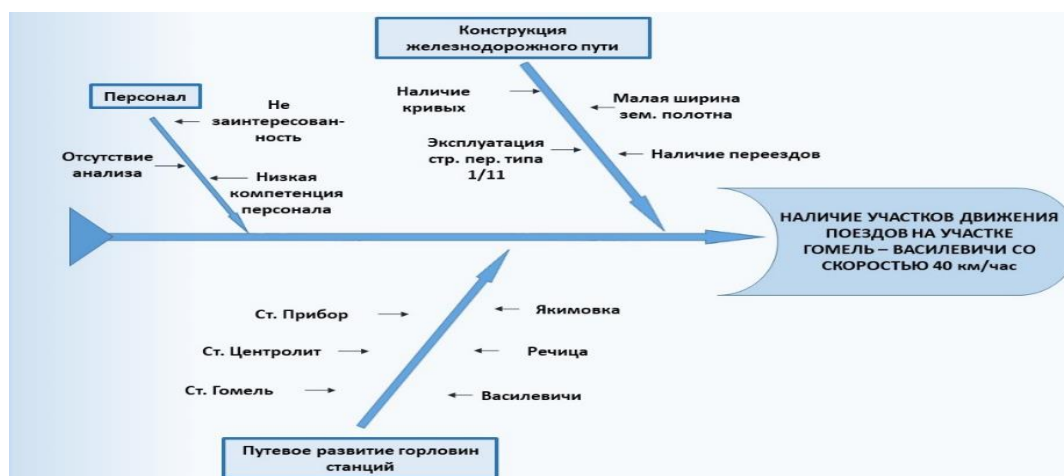 Конструкция
железнодорожного пути
Персонал
Не
заинтересован-
ность
Отсутствие
анализа
Низкая
компетенция
персонала
Наличие
кривых
Малая ширина
зем. полотна
Эксплуатация
стр. пер. типа
1/11
Наличие переездов
НАЛИЧИЕ УЧАСТКОВ ДВИЖЕНИЯ
ПОЕЗДОВ НА УЧАСТКЕ
ГОМЕЛЬ – ВАСИЛЕВИЧИ СО
СКОРОСТЬЮ 40 км/час
Ст. Прибор
Якимовка
Ст. Центролит
Речица
Ст. Гомель
Василевичи
Путевое развитие горловин
станций